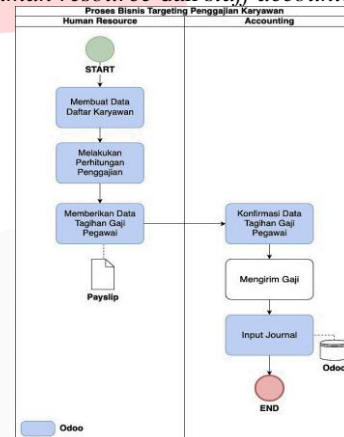 Proses Bisnis Targeting Penggajian Karyawan
Human Resource
Accounting
START
Membuat Data
Daftar Karyawan
Melakukan
Perhitungan
Penggajian
Memberikan Data
Tagihan Gaji
Pegawai
Konfirmasi Data
Tagihan Gaji
Pegawai
Payslip
Mengirim Gaji
Input Journal
Odoo
END
Odoo